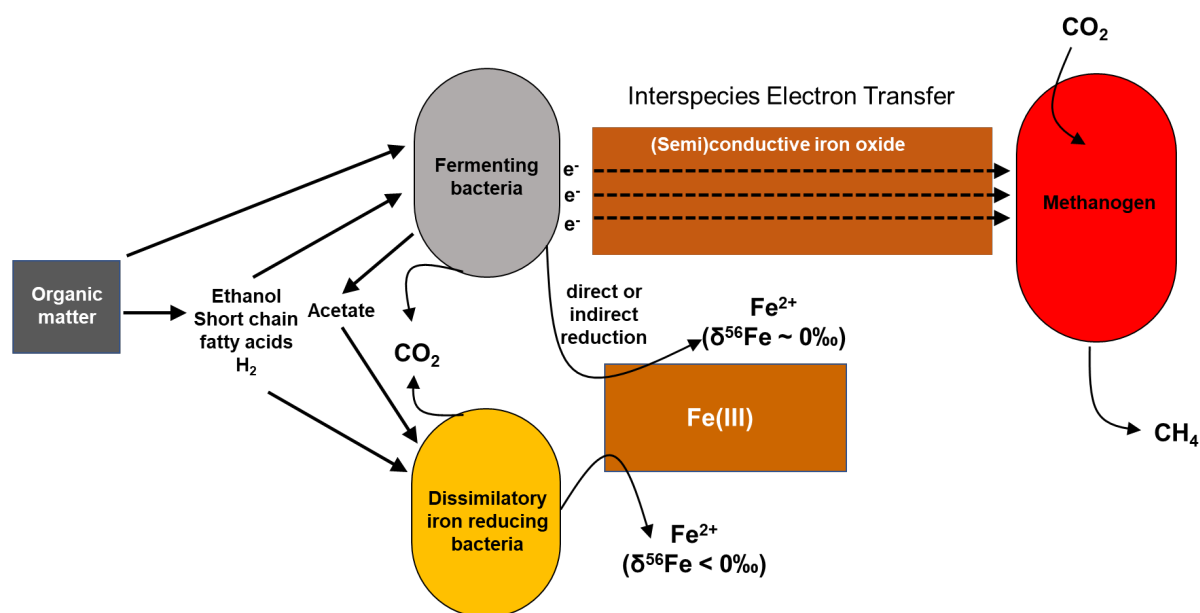 CO₂
Interspecies Electron Transfer
(Semi)conductive iron oxide
Fermenting
bacteria
e⁻
e⁻
e⁻
Methanogen
Organic
matter
Ethanol
Short chain
fatty acids
H₂
Acetate
CO₂
direct or
indirect
reduction
Fe²⁺
(δ⁵⁶Fe ~ 0‰)
Fe(III)
CH₄
Dissimilatory
iron reducing
bacteria
Fe²⁺
(δ⁵⁶Fe < 0‰)